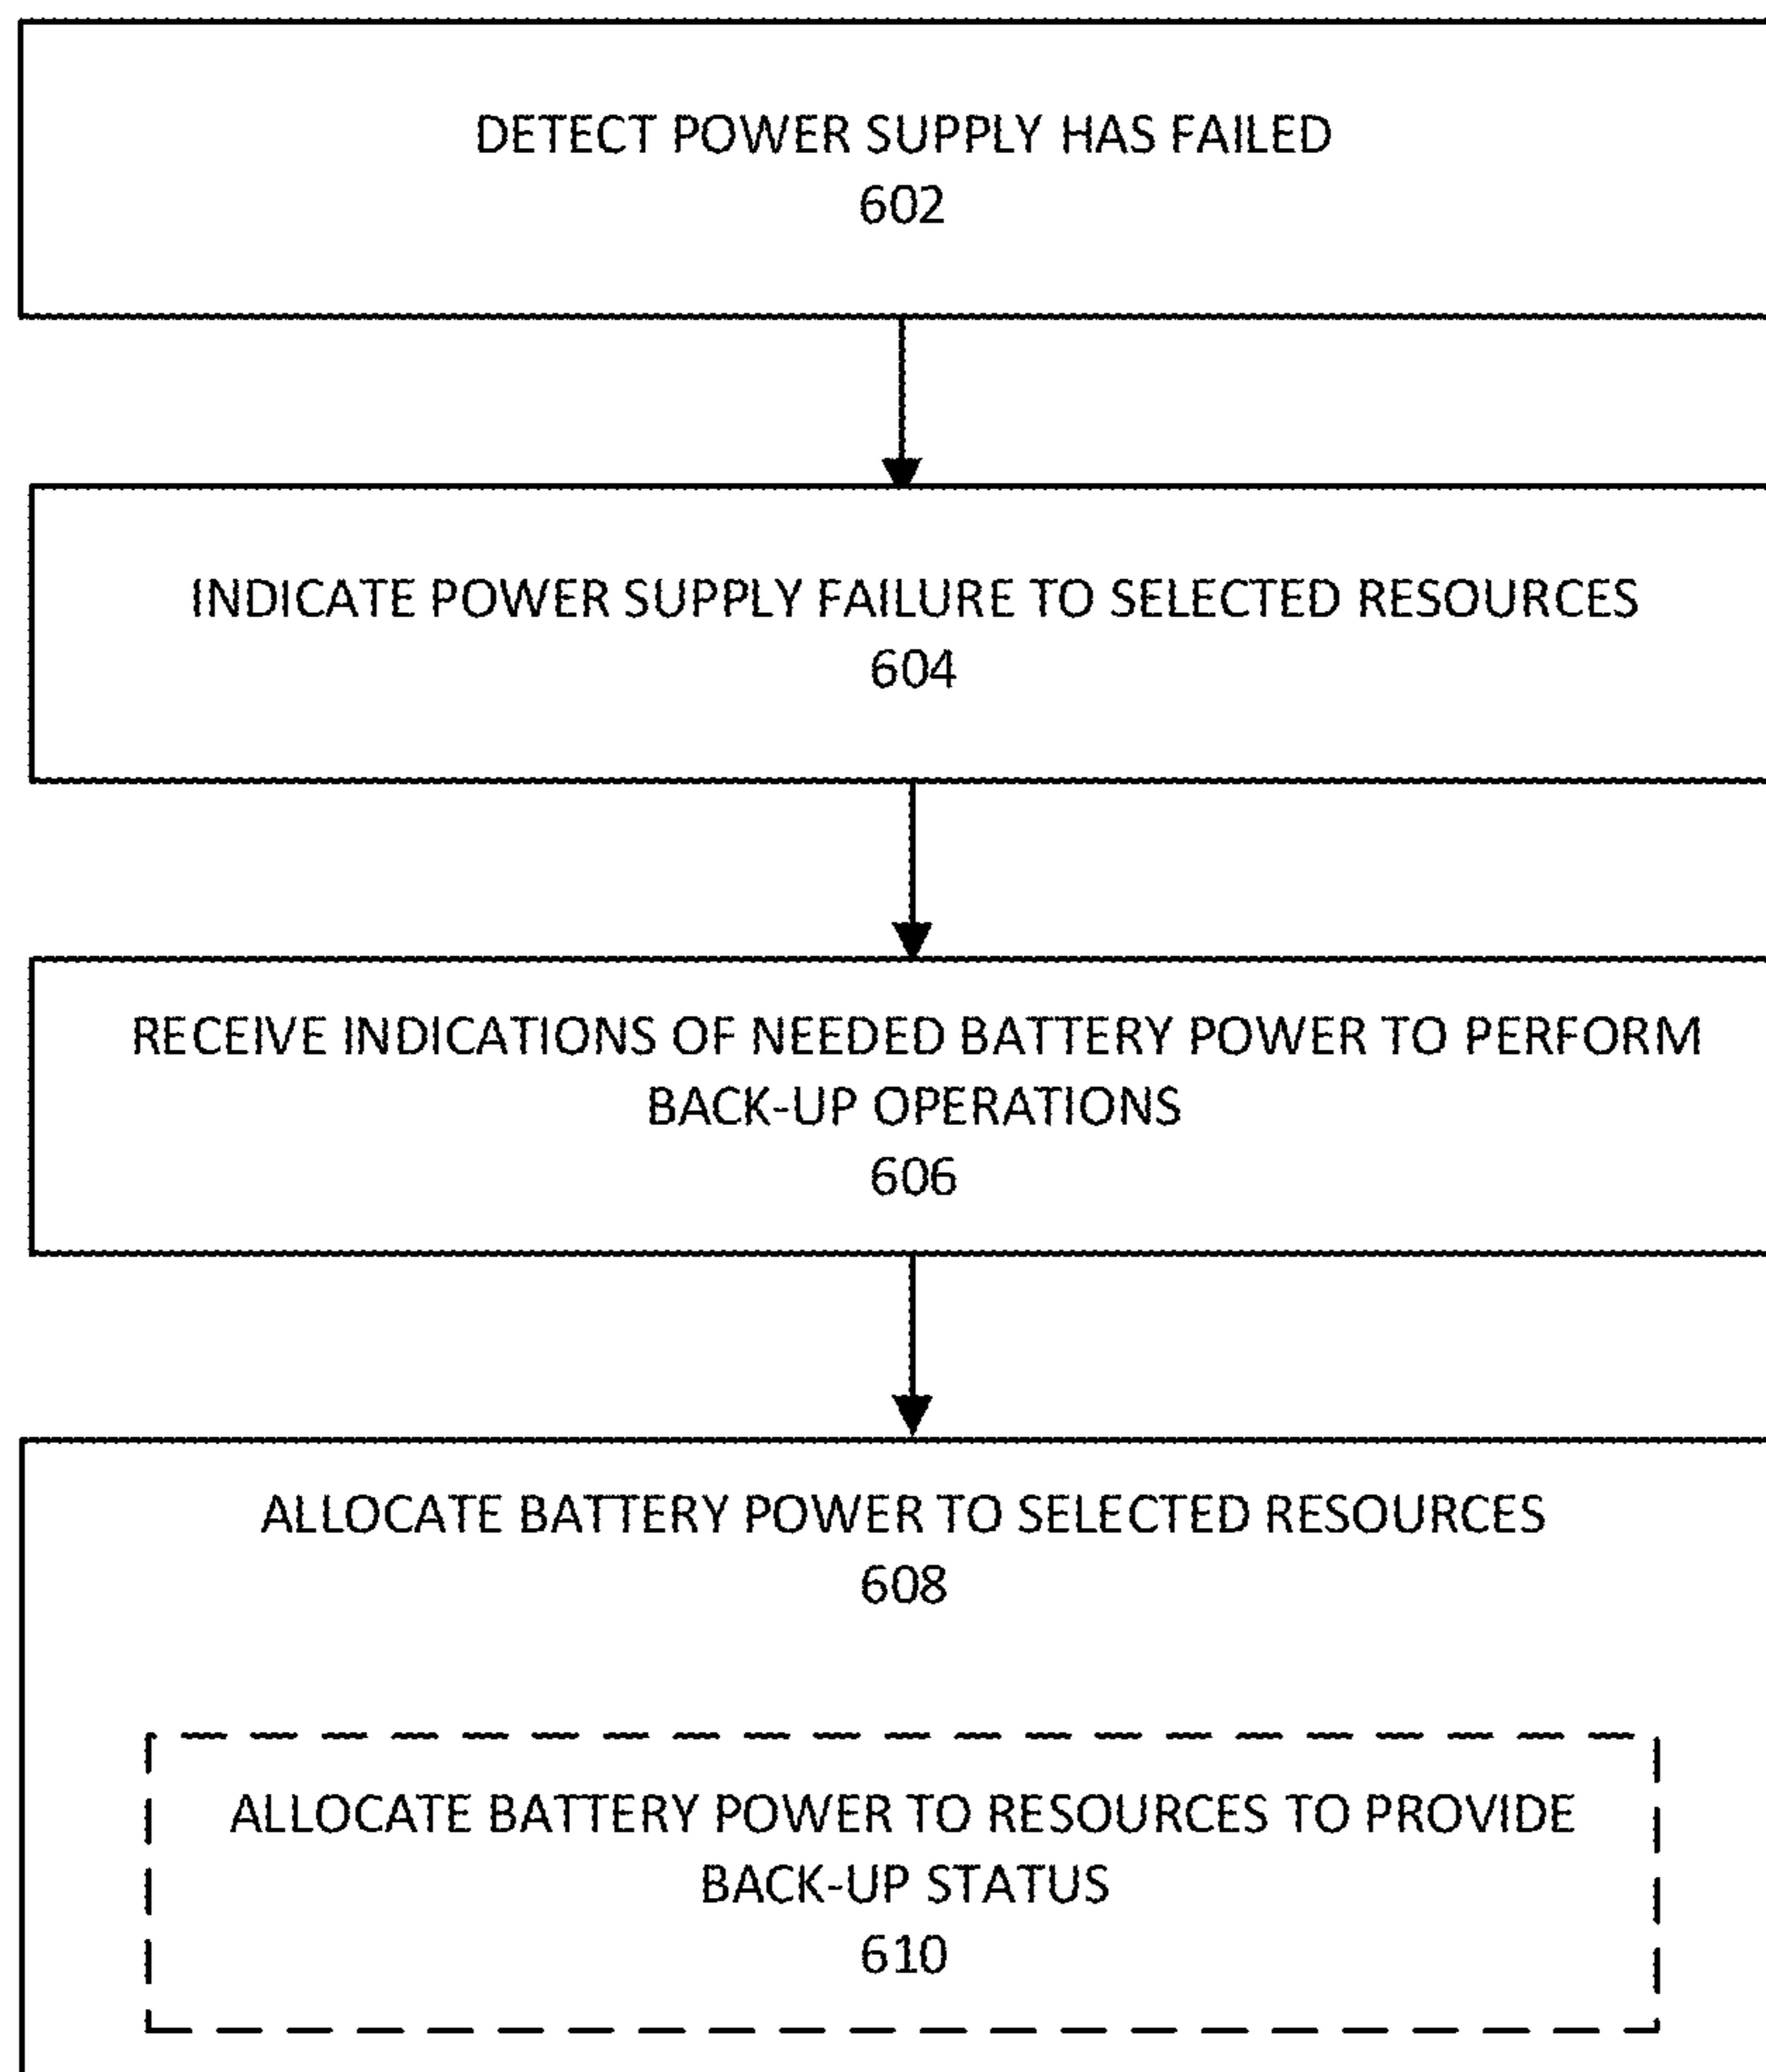 DETECT POWER SUPPLY HAS FAILED
602
INDICATE POWER SUPPLY FAILURE TO SELECTED RESOURCES
604
RECEIVE INDICATIONS OF NEEDED BATTERY POWER TO PERFORM
BACK-UP OPERATIONS
606
ALLOCATE BATTERY POWER TO SELECTED RESOURCES
608
ALLOCATE BATTERY POWER TO RESOURCES TO PROVIDE
BACK-UP STATUS
610